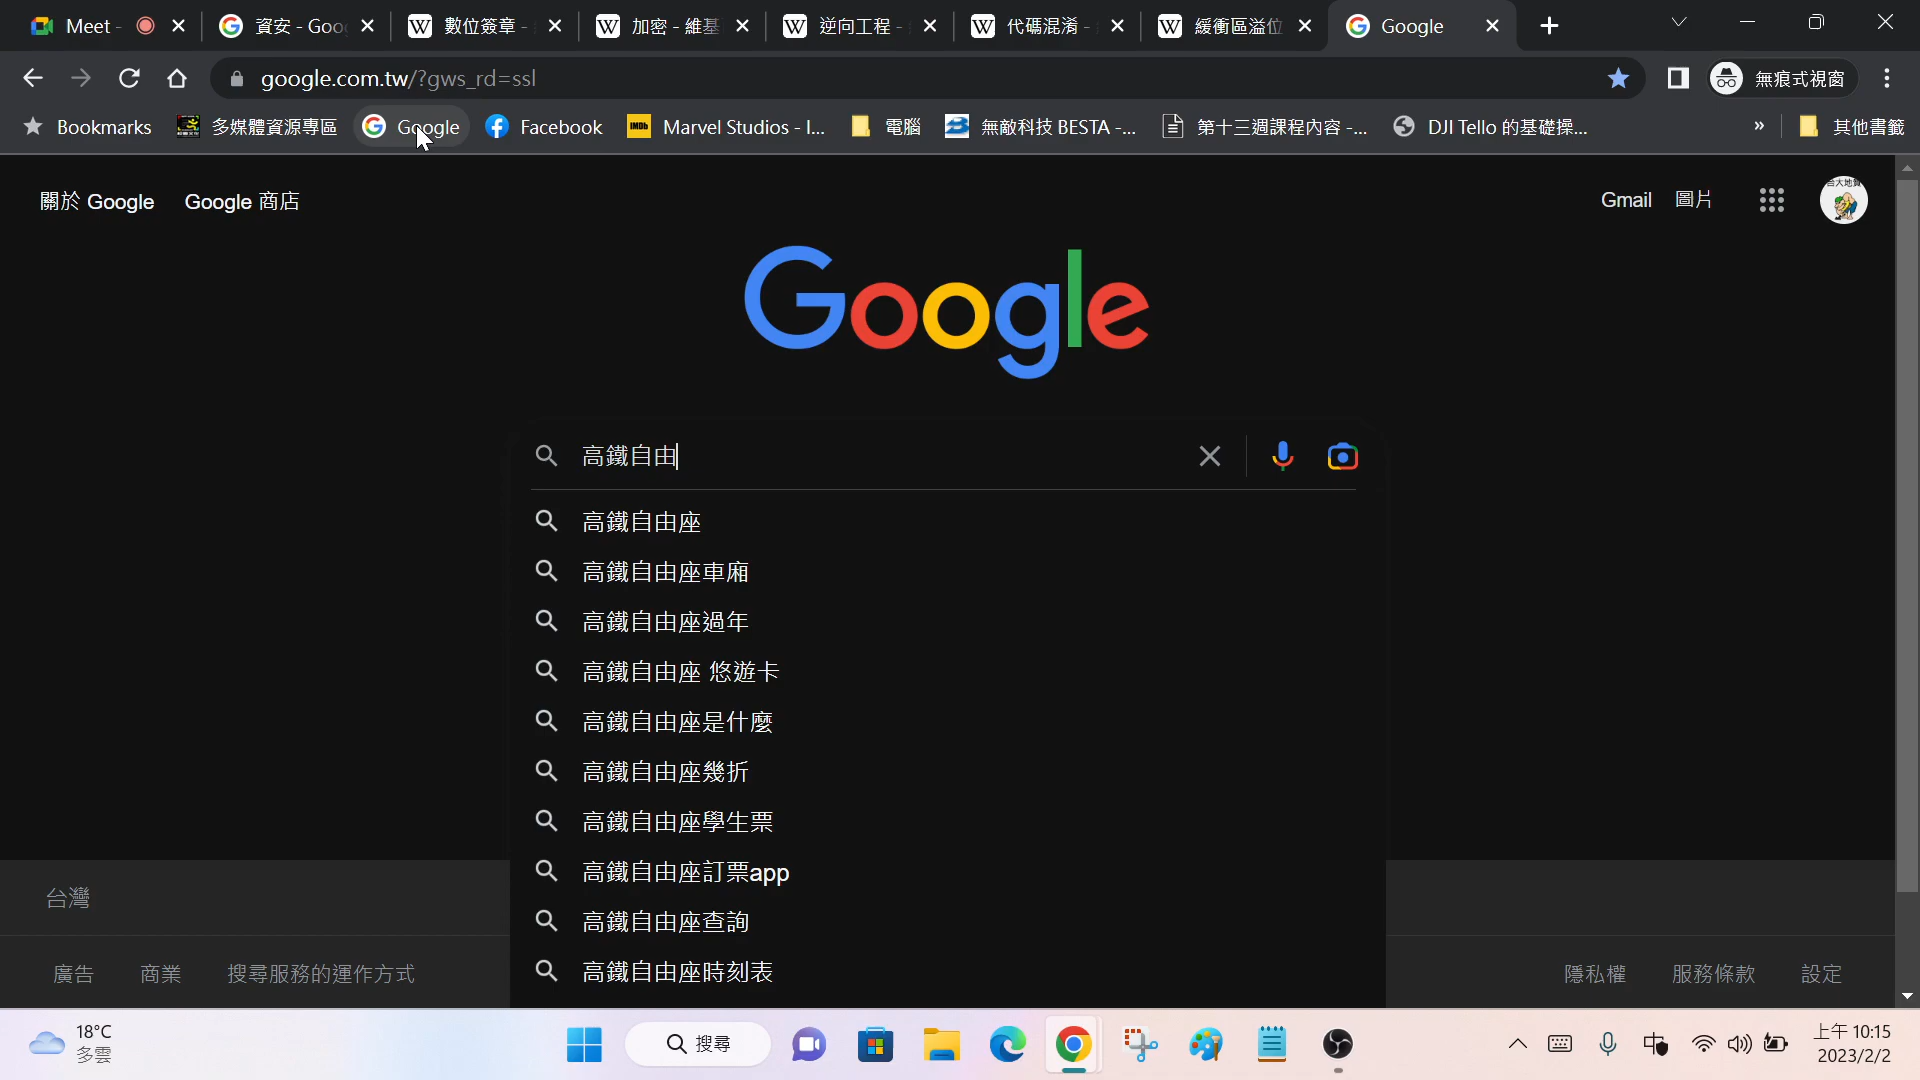 Meet -
資安 - Goo
數位簽章 -
加密 - 維基
逆向工程 -
代碼混淆 -
緩衝區溢位
Google
google.com.tw/?gws_rd=ssl
無痕式視窗
Bookmarks
多媒體資源專區
Google
Facebook
IMDb
Marvel Studios - I...
電腦
無敵科技 BESTA -...
第十三週課程內容 -...
DJI Tello 的基礎操...
»
其他書籤
關於 Google
Google 商店
Gmail
圖片
Google
高鐵自由
高鐵自由座
高鐵自由座車廂
高鐵自由座過年
高鐵自由座 悠遊卡
高鐵自由座是什麼
高鐵自由座幾折
高鐵自由座學生票
高鐵自由座訂票app
高鐵自由座查詢
高鐵自由座時刻表
台灣
廣告
商業
搜尋服務的運作方式
隱私權
服務條款
設定
18°C
多雲
搜尋
上午 10:15
2023/2/2